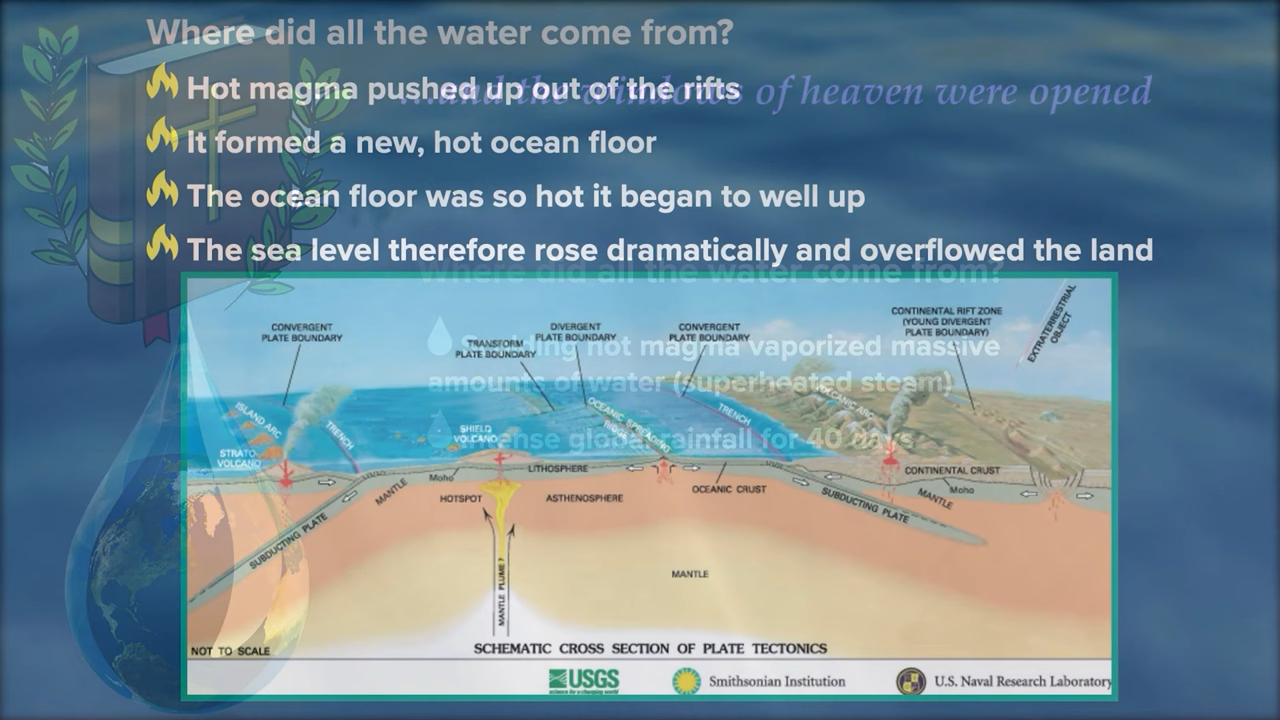 Where did all the water come from?
Hot magma pushed up out of the rifts
and the windows of heaven were opened
It formed a new, hot ocean floor
The ocean floor was so hot it began to well up
The sea level therefore rose dramatically and overflowed the land
Where did all the water come from?
hot magma vaporized massive
amounts of water (superheated steam)
global rainfall for 40 days
CONVERGENT
PLATE BOUNDARY
TRANSFORM
PLATE BOUNDARY
DIVERGENT
PLATE BOUNDARY
CONVERGENT
PLATE BOUNDARY
CONTINENTAL RIFT ZONE
(YOUNG DIVERGENT
PLATE BOUNDARY)
EXTRATERRESTRIAL
OBJECT
ISLAND ARC
TRENCH
STRATO-
VOLCANO
SHIELD
VOLCANO
OCEANIC SPREADING
RIDGE
TRENCH
VOLCANIC ARC
LITHOSPHERE
Moho
MANTLE
HOTSPOT
ASTHENOSPHERE
OCEANIC CRUST
CONTINENTAL CRUST
Moho
MANTLE
SUBDUCTING PLATE
SUBDUCTING PLATE
MANTLE PLUME?
MANTLE
NOT TO SCALE
SCHEMATIC CROSS SECTION OF PLATE TECTONICS
USGS
science for a changing world
Smithsonian Institution
U.S. Naval Research Laboratory